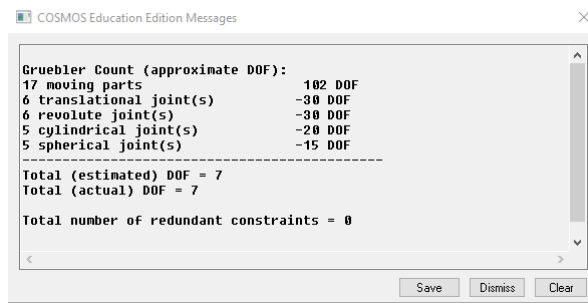 COSMOS Education Edition Messages
Gruebler Count (approximate DOF):
17 moving parts 102 DOF
6 translational joint(s) -30 DOF
6 revolute joint(s) -30 DOF
5 cylindrical joint(s) -20 DOF
5 spherical joint(s) -15 DOF
------------------------------------------------
Total (estimated) DOF = 7
Total (actual) DOF = 7
Total number of redundant constraints = 0
Save Dismiss Clear